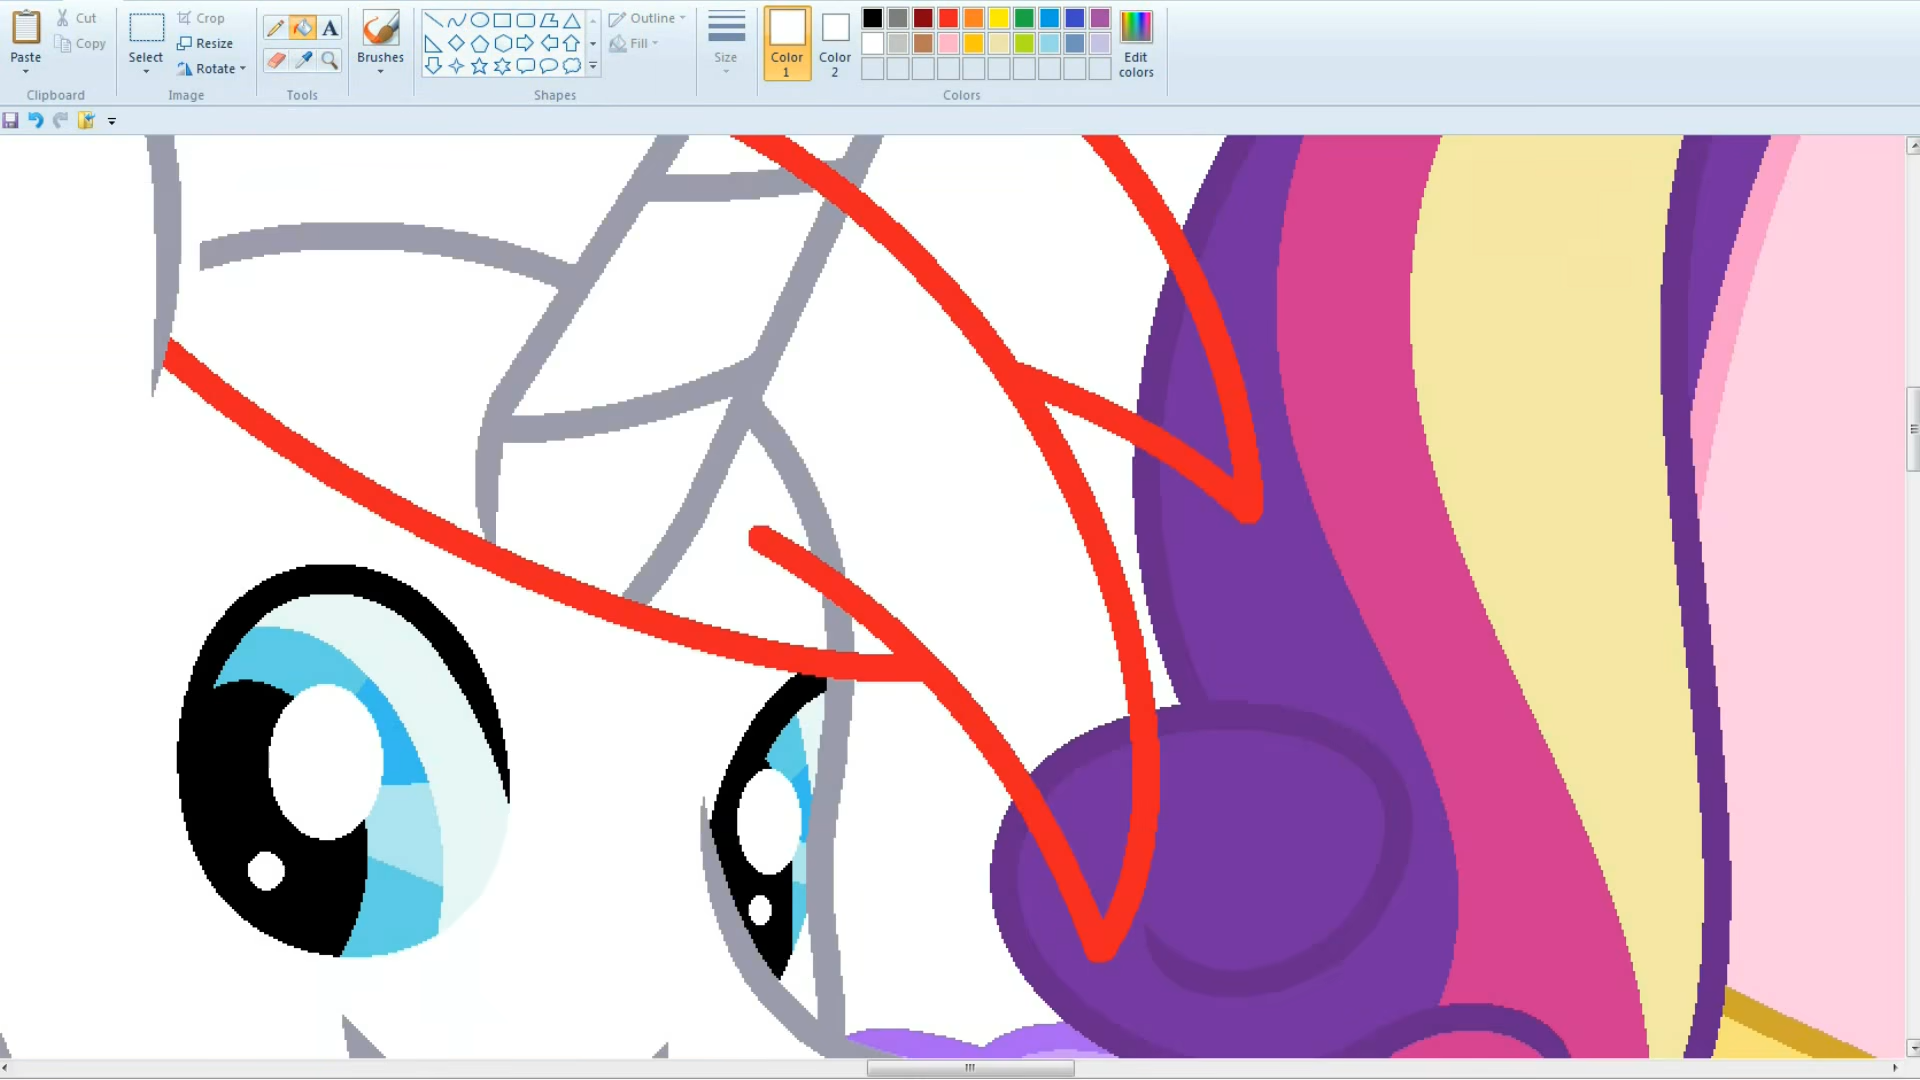 Paste
Cut
Copy
Clipboard
Select
Crop
Resize
Rotate
Image
A
Tools
Brushes
Outline
Fill
Shapes
Size
Color
1
Color
2
Edit
colors
Colors